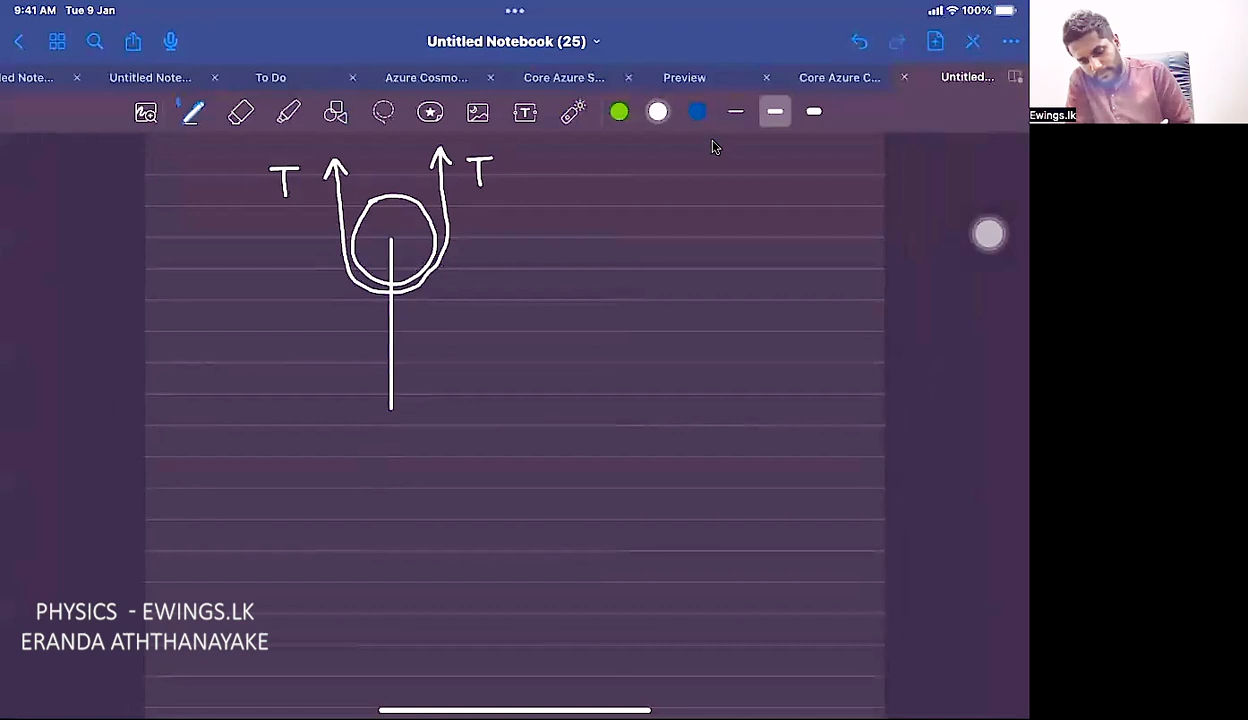 9:41 AM Tue 9 Jan
100%
Untitled Notebook (25)
led Note...
Untitled Note...
To Do
Azure Cosmo...
Core Azure S...
Preview
Core Azure C...
Untitled...
T
T
T
Ewings.lk
PHYSICS - EWINGS.LK
ERANDA ATHTHANAYAKE